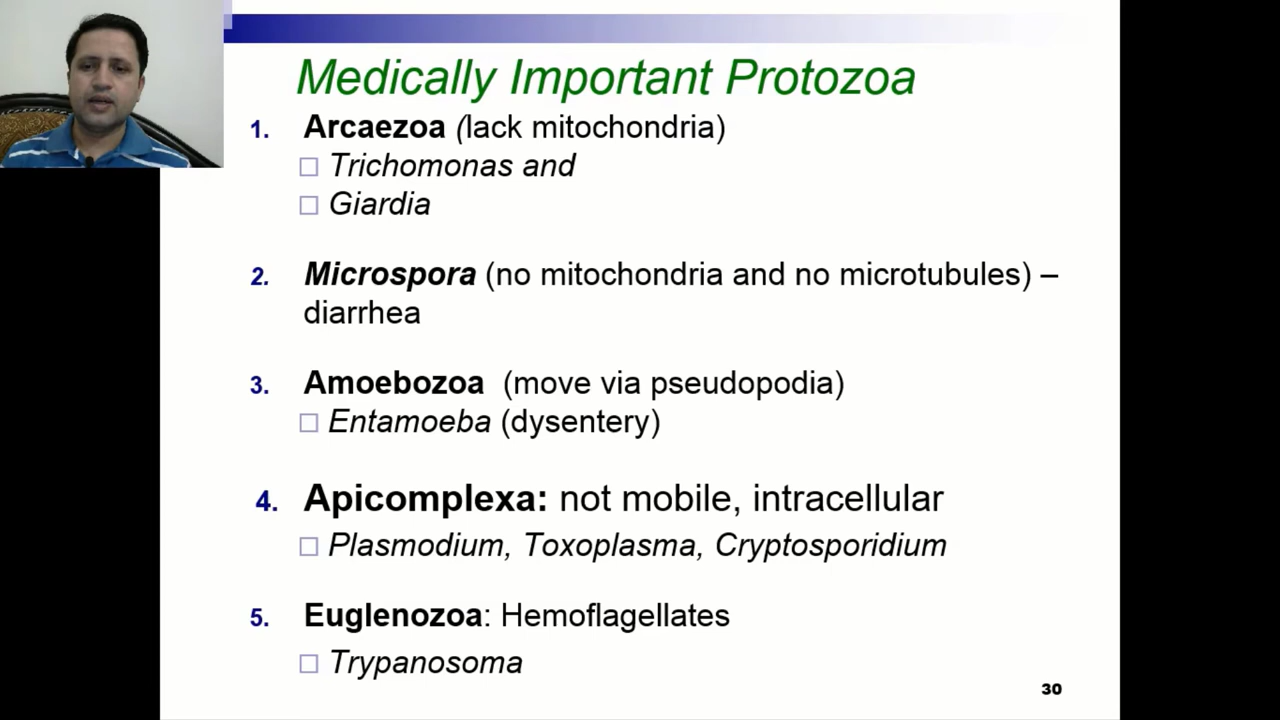 Medically Important Protozoa
1. Arcaezoa (lack mitochondria)
Trichomonas and
Giardia
2. Microspora (no mitochondria and no microtubules) –
diarrhea
3. Amoebozoa (move via pseudopodia)
Entamoeba (dysentery)
4. Apicomplexa: not mobile, intracellular
Plasmodium, Toxoplasma, Cryptosporidium
5. Euglenozoa: Hemoflagellates
Trypanosoma
30